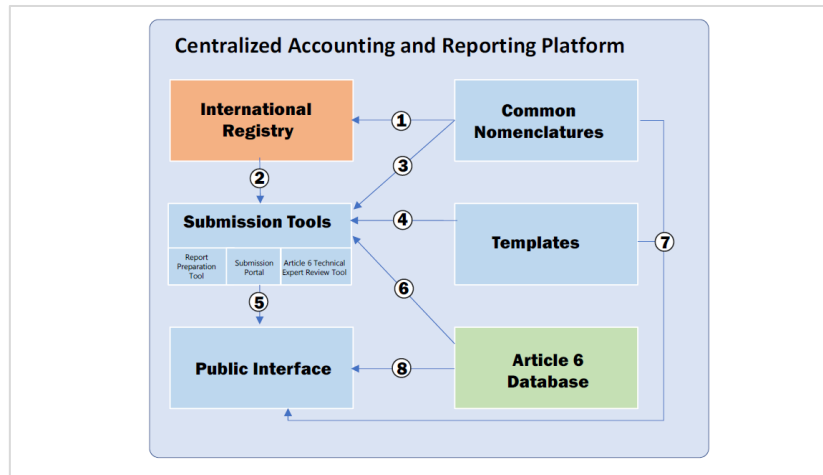 Centralized Accounting and Reporting Platform
International
Registry
1
Common
Nomenclatures
2
3
Submission Tools
4
Templates
7
Report
Preparation
Tool
Submission
Portal
Article 6 Technical
Expert Review Tool
5
6
Public Interface
8
Article 6
Database